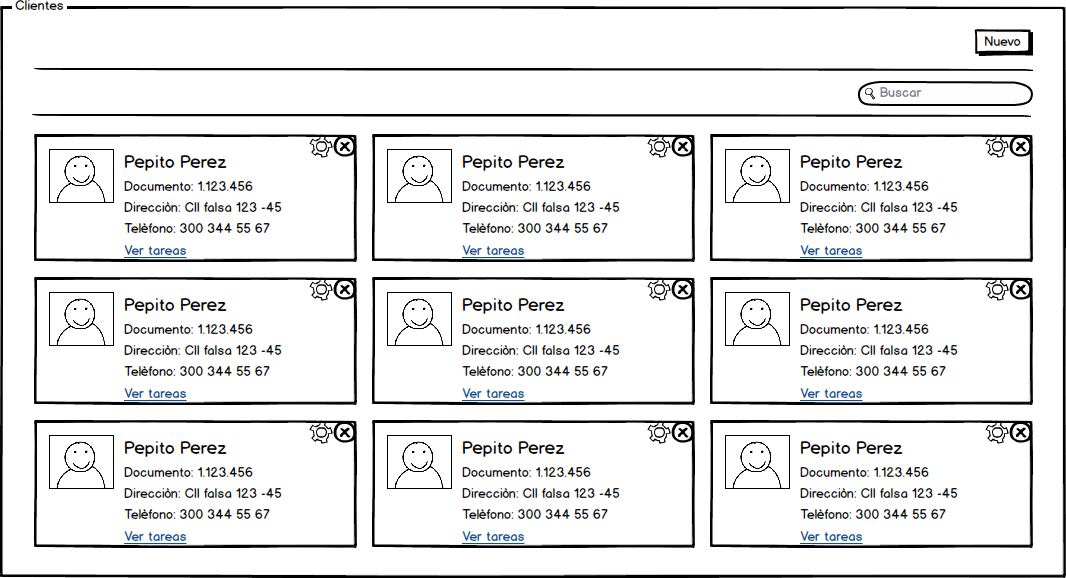 Clientes
Nuevo
Buscar
Pepito Perez
Documento: 1.123.456
Direcciòn: Cll falsa 123 -45
Telèfono: 300 344 55 67
Ver tareas
Pepito Perez
Documento: 1.123.456
Direcciòn: Cll falsa 123 -45
Telèfono: 300 344 55 67
Ver tareas
Pepito Perez
Documento: 1.123.456
Direcciòn: Cll falsa 123 -45
Telèfono: 300 344 55 67
Ver tareas
Pepito Perez
Documento: 1.123.456
Direcciòn: Cll falsa 123 -45
Telèfono: 300 344 55 67
Ver tareas
Pepito Perez
Documento: 1.123.456
Direcciòn: Cll falsa 123 -45
Telèfono: 300 344 55 67
Ver tareas
Pepito Perez
Documento: 1.123.456
Direcciòn: Cll falsa 123 -45
Telèfono: 300 344 55 67
Ver tareas
Pepito Perez
Documento: 1.123.456
Direcciòn: Cll falsa 123 -45
Telèfono: 300 344 55 67
Ver tareas
Pepito Perez
Documento: 1.123.456
Direcciòn: Cll falsa 123 -45
Telèfono: 300 344 55 67
Ver tareas
Pepito Perez
Documento: 1.123.456
Direcciòn: Cll falsa 123 -45
Telèfono: 300 344 55 67
Ver tareas